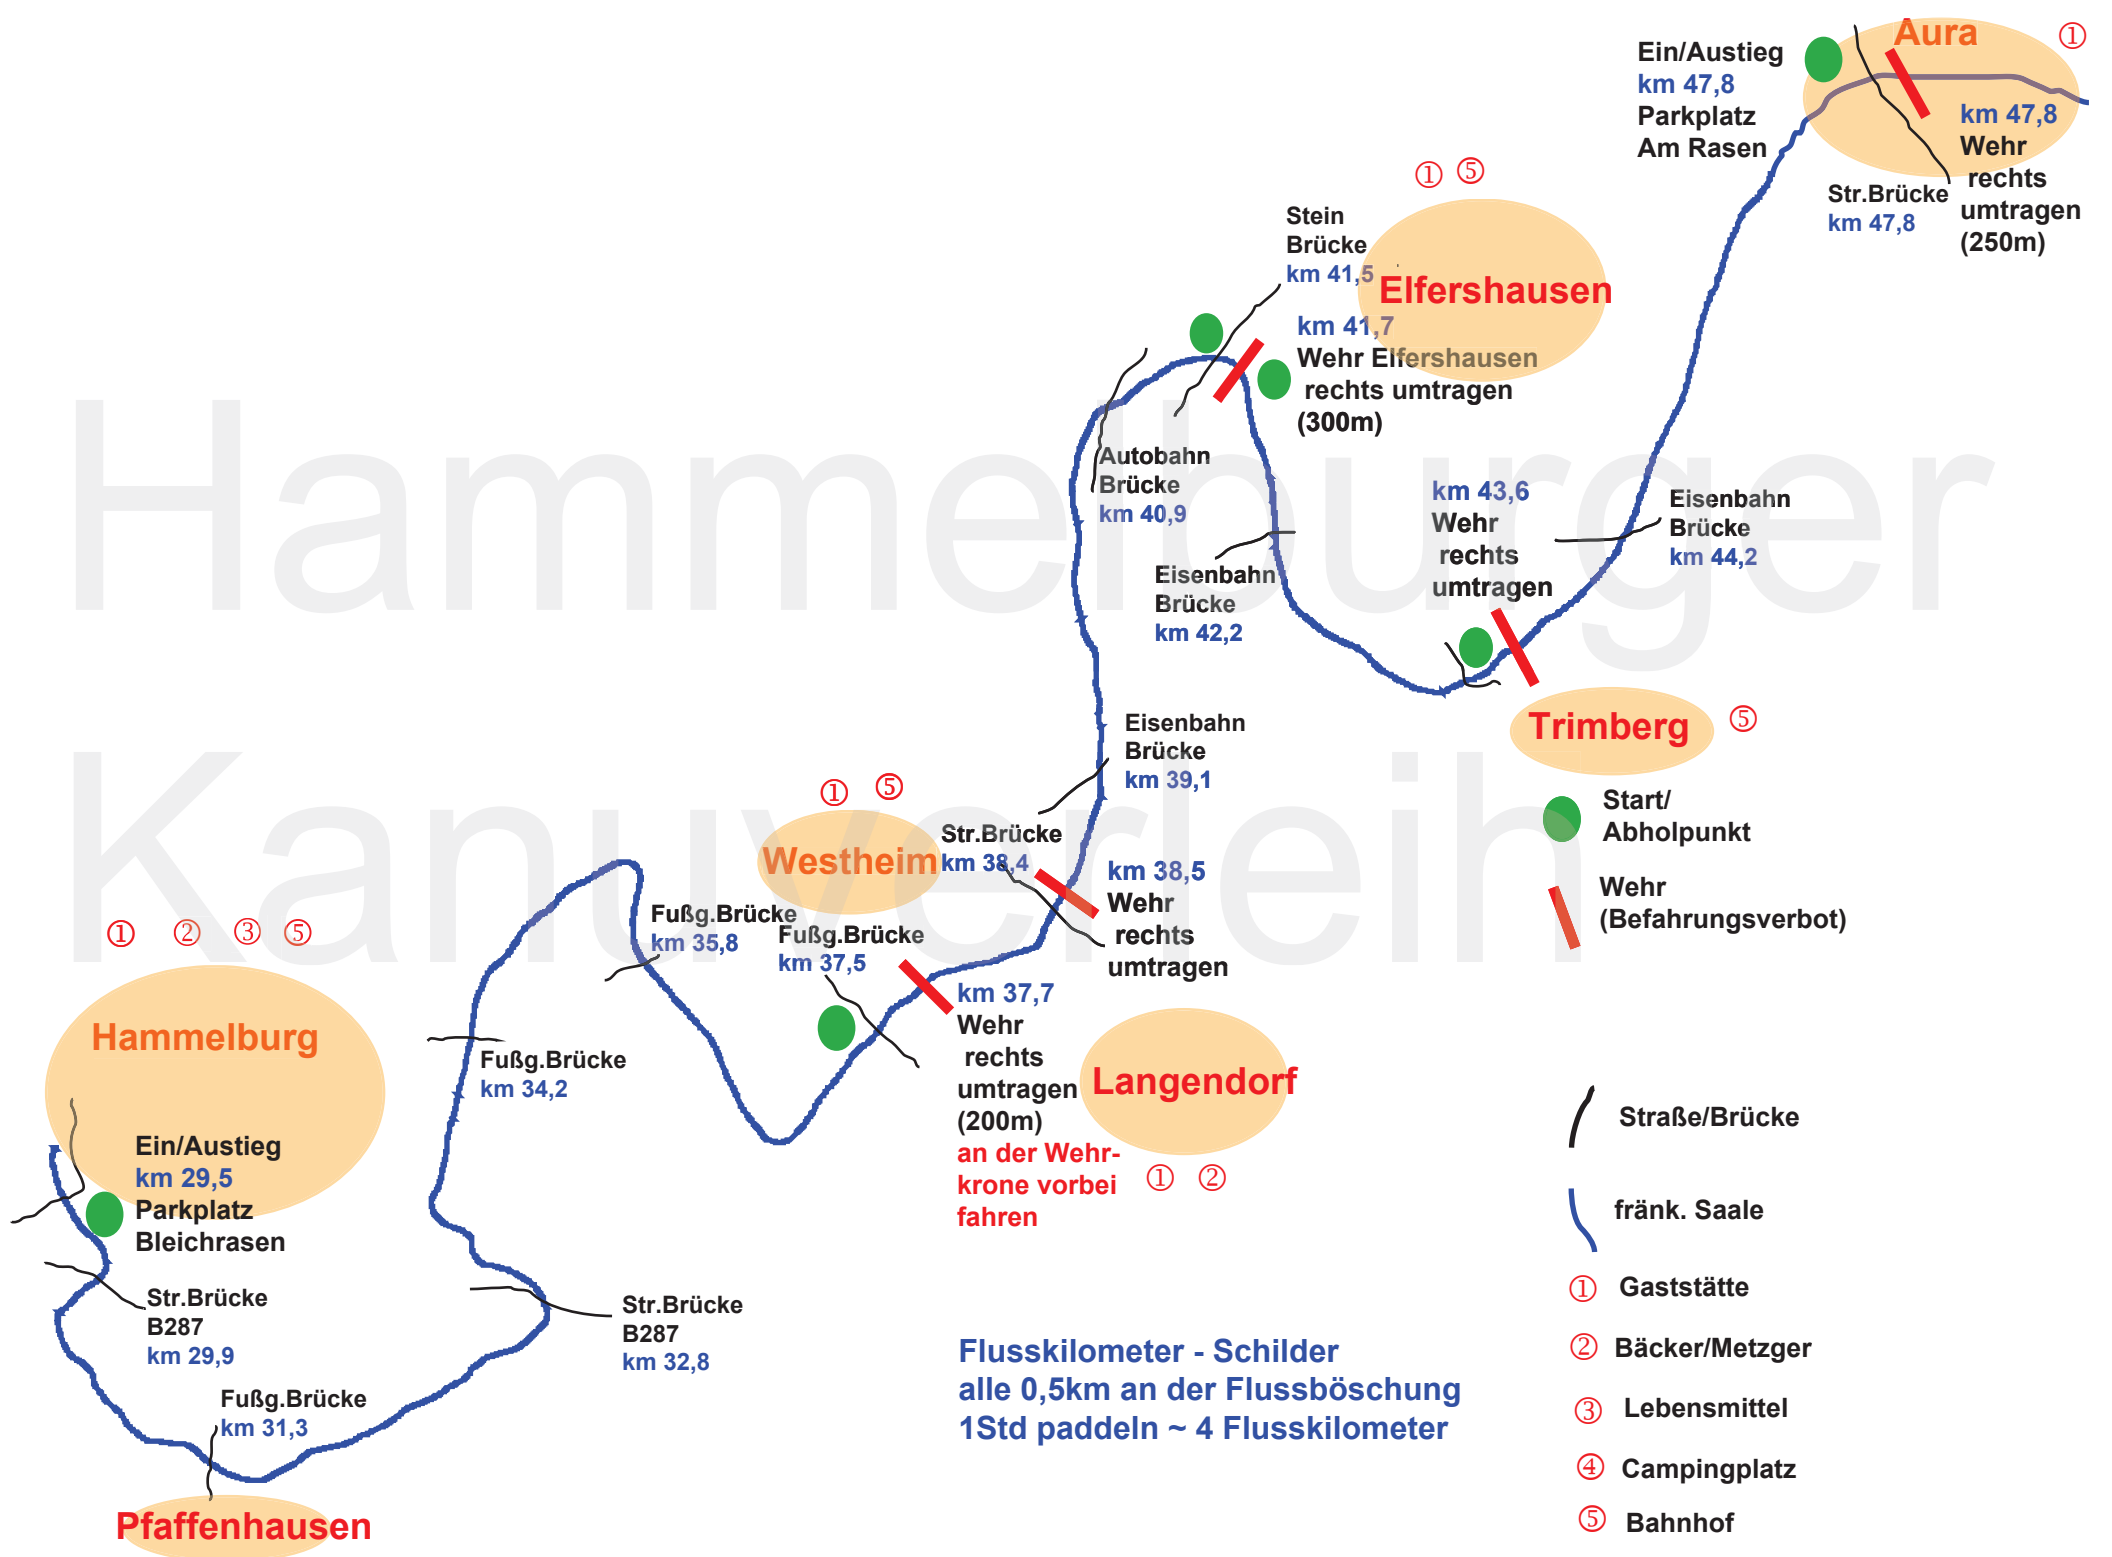 Hammelburger
Kanuverleih
Aura
①
Ein/Austieg
km 47,8
Parkplatz
Am Rasen
km 47,8
Wehr
rechts
umtragen
(250m)
Str.Brücke
km 47,8
① ⑤
Stein
Brücke
km 41,5
Elfershausen
km 41,7
Wehr Elfershausen
rechts umtragen
(300m)
Autobahn
Brücke
km 40,9
km 43,6
Wehr
rechts
umtragen
Eisenbahn
Brücke
km 44,2
Eisenbahn
Brücke
km 42,2
Trimberg ⑤
Eisenbahn
Brücke
km 39,1
① ⑤
Westheim
Str.Brücke
km 38,4
km 38,5
Wehr
rechts
umtragen
Start/
Abholpunkt
Wehr
(Befahrungsverbot)
Fußg.Brücke
km 35,8
Fußg.Brücke
km 37,5
① ② ③ ⑤
Hammelburg
km 37,7
Wehr
rechts
umtragen
(200m)
an der Wehr-
krone vorbei
fahren
Langendorf
① ②
Fußg.Brücke
km 34,2
Ein/Austieg
km 29,5
Parkplatz
Bleichrasen
Str.Brücke
B287
km 29,9
Str.Brücke
B287
km 32,8
Fußg.Brücke
km 31,3
Pfaffenhausen
Flusskilometer - Schilder
alle 0,5km an der Flussböschung
1Std paddeln ~ 4 Flusskilometer
Straße/Brücke
fränk. Saale
① Gaststätte
② Bäcker/Metzger
③ Lebensmittel
④ Campingplatz
⑤ Bahnhof